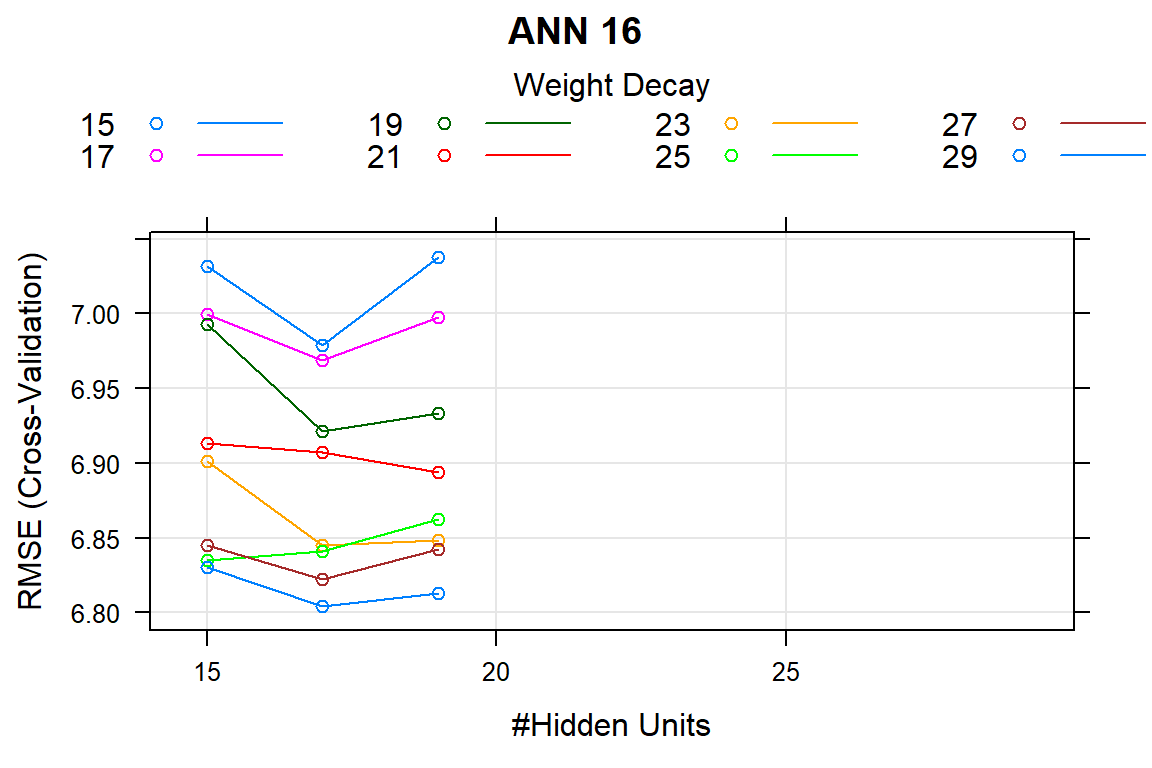 ANN 16
Weight Decay
15 19 23 27
17 21 25 29
RMSE (Cross-Validation)
7.00
6.95
6.90
6.85
6.80
15 20 25
#Hidden Units